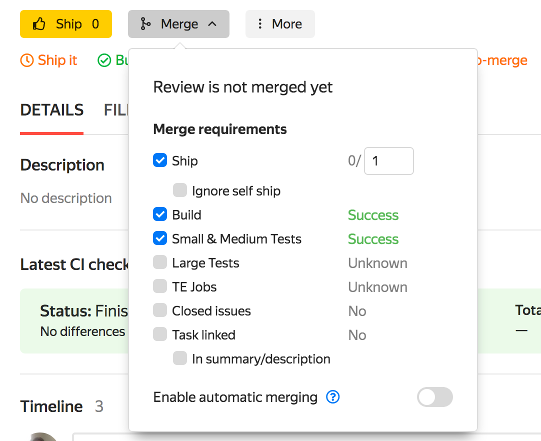 Ship 0 Merge More
Ship it
Review is not merged yet
DETAILS
Merge requirements
Ship 0/ 1
Description
Ignore self ship
No description
Build Success
Small & Medium Tests Success
Latest CI check
Large Tests Unknown
TE Jobs Unknown
Status: Finis Closed issues No Tota
No differences Task linked No —
In summary/description
Enable automatic merging ?
Timeline 3